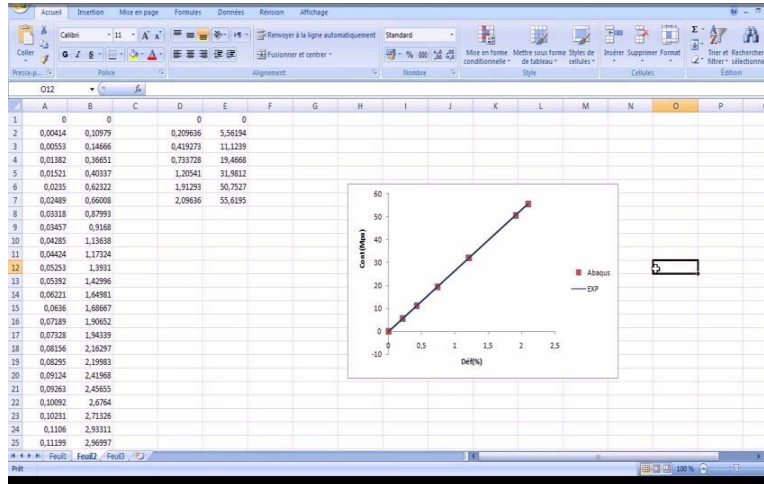 Accueil Insertion Mise en page Formules Données Révision Affichage
Calibri 11 A A Renvoyer à la ligne automatiquement Standard
Coller G I S A Fusionner et centrer % 000 Mise en forme conditionnelle Mettre sous forme de tableau Styles de cellules Insérer Supprimer Format Σ Trier et filtrer Rechercher
Presse-p... Police Alignement Nombre Style Cellules Édition
O12 fx
A B C D E F G H I J K L M N O P
1 0 0 0 0
2 0,00414 0,10979 0,209636 5,56194
3 0,00553 0,14666 0,419273 11,1239
4 0,01382 0,36651 0,733728 19,4668
5 0,01521 0,40337 1,20541 31,9812
6 0,0235 0,62322 1,91293 50,7527
7 0,02489 0,66008 2,09636 55,6195
8 0,03318 0,87993
9 0,03457 0,9168
10 0,04285 1,13638
11 0,04424 1,17324
12 0,05253 1,3931
13 0,05392 1,42996
14 0,06221 1,64981
15 0,0636 1,68667
16 0,07189 1,90652
17 0,07328 1,94339
18 0,08156 2,16297
19 0,08295 2,19983
20 0,09124 2,41968
21 0,09263 2,45655
22 0,10092 2,6764
23 0,10231 2,71326
24 0,1106 2,93311
25 0,11199 2,96997
60
50
40
30
20
10
0
-10
Cont(Mpa)
0 0,5 1 1,5 2 2,5
Déf(%)
Abaqus
EXP
Feuil1 Feuil2 Feuil3
Prêt 100 %